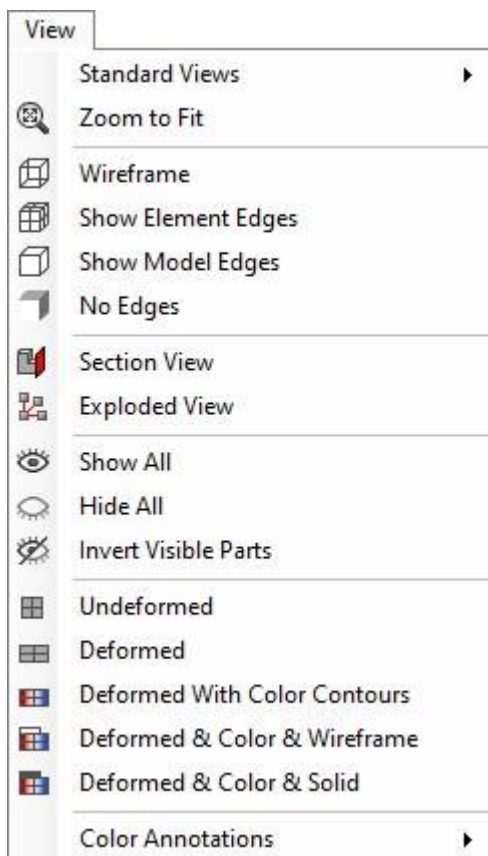 View
Standard Views
Zoom to Fit
Wireframe
Show Element Edges
Show Model Edges
No Edges
Section View
Exploded View
Show All
Hide All
Invert Visible Parts
Undeformed
Deformed
Deformed With Color Contours
Deformed & Color & Wireframe
Deformed & Color & Solid
Color Annotations